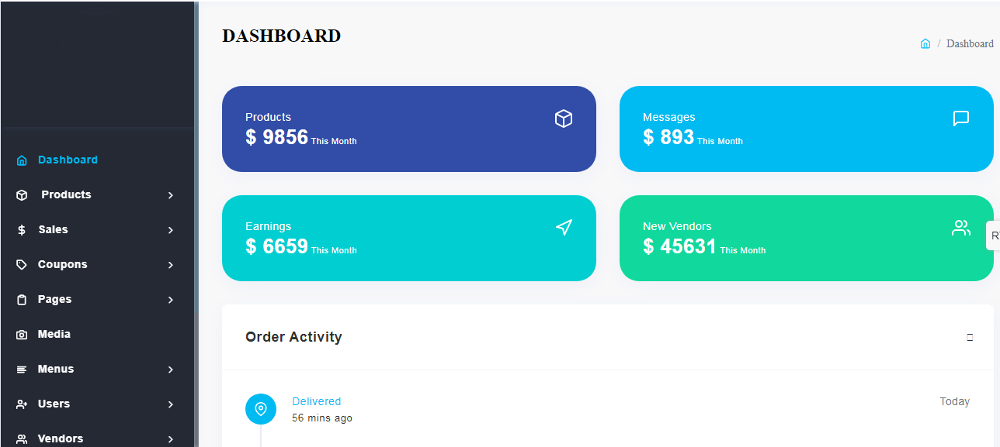 DASHBOARD
/ Dashboard
Products
$ 9856 This Month
Messages
$ 893 This Month
Earnings
$ 6659 This Month
New Vendors
$ 45631 This Month
Dashboard
Products
Sales
Coupons
Pages
Media
Menus
Users
Vendors
Order Activity
Delivered
Today
56 mins ago